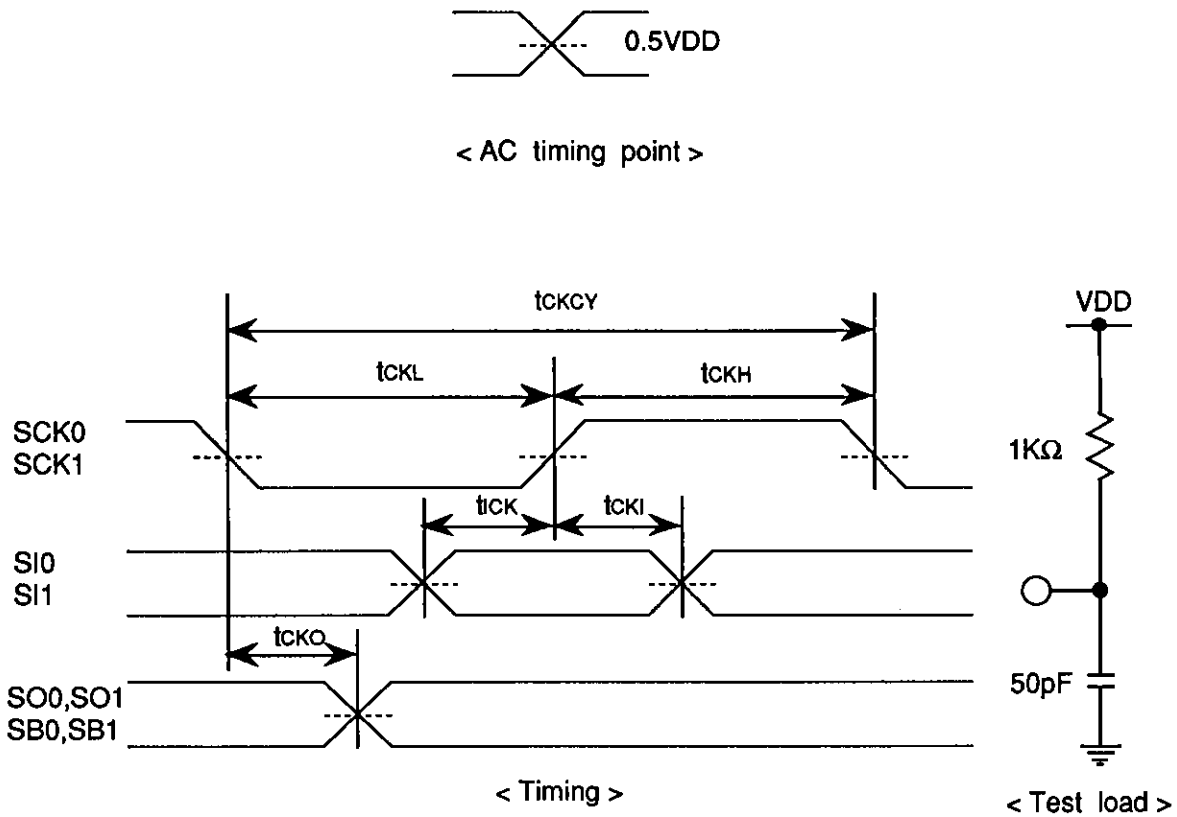 0.5VDD
< AC timing point >
tCKCY
VDD
tCKL
tCKH
SCK0
SCK1
1KΩ
tICK
tCKI
SI0
SI1
tCKO
SO0,SO1
SB0,SB1
50pF
< Timing >
< Test load >